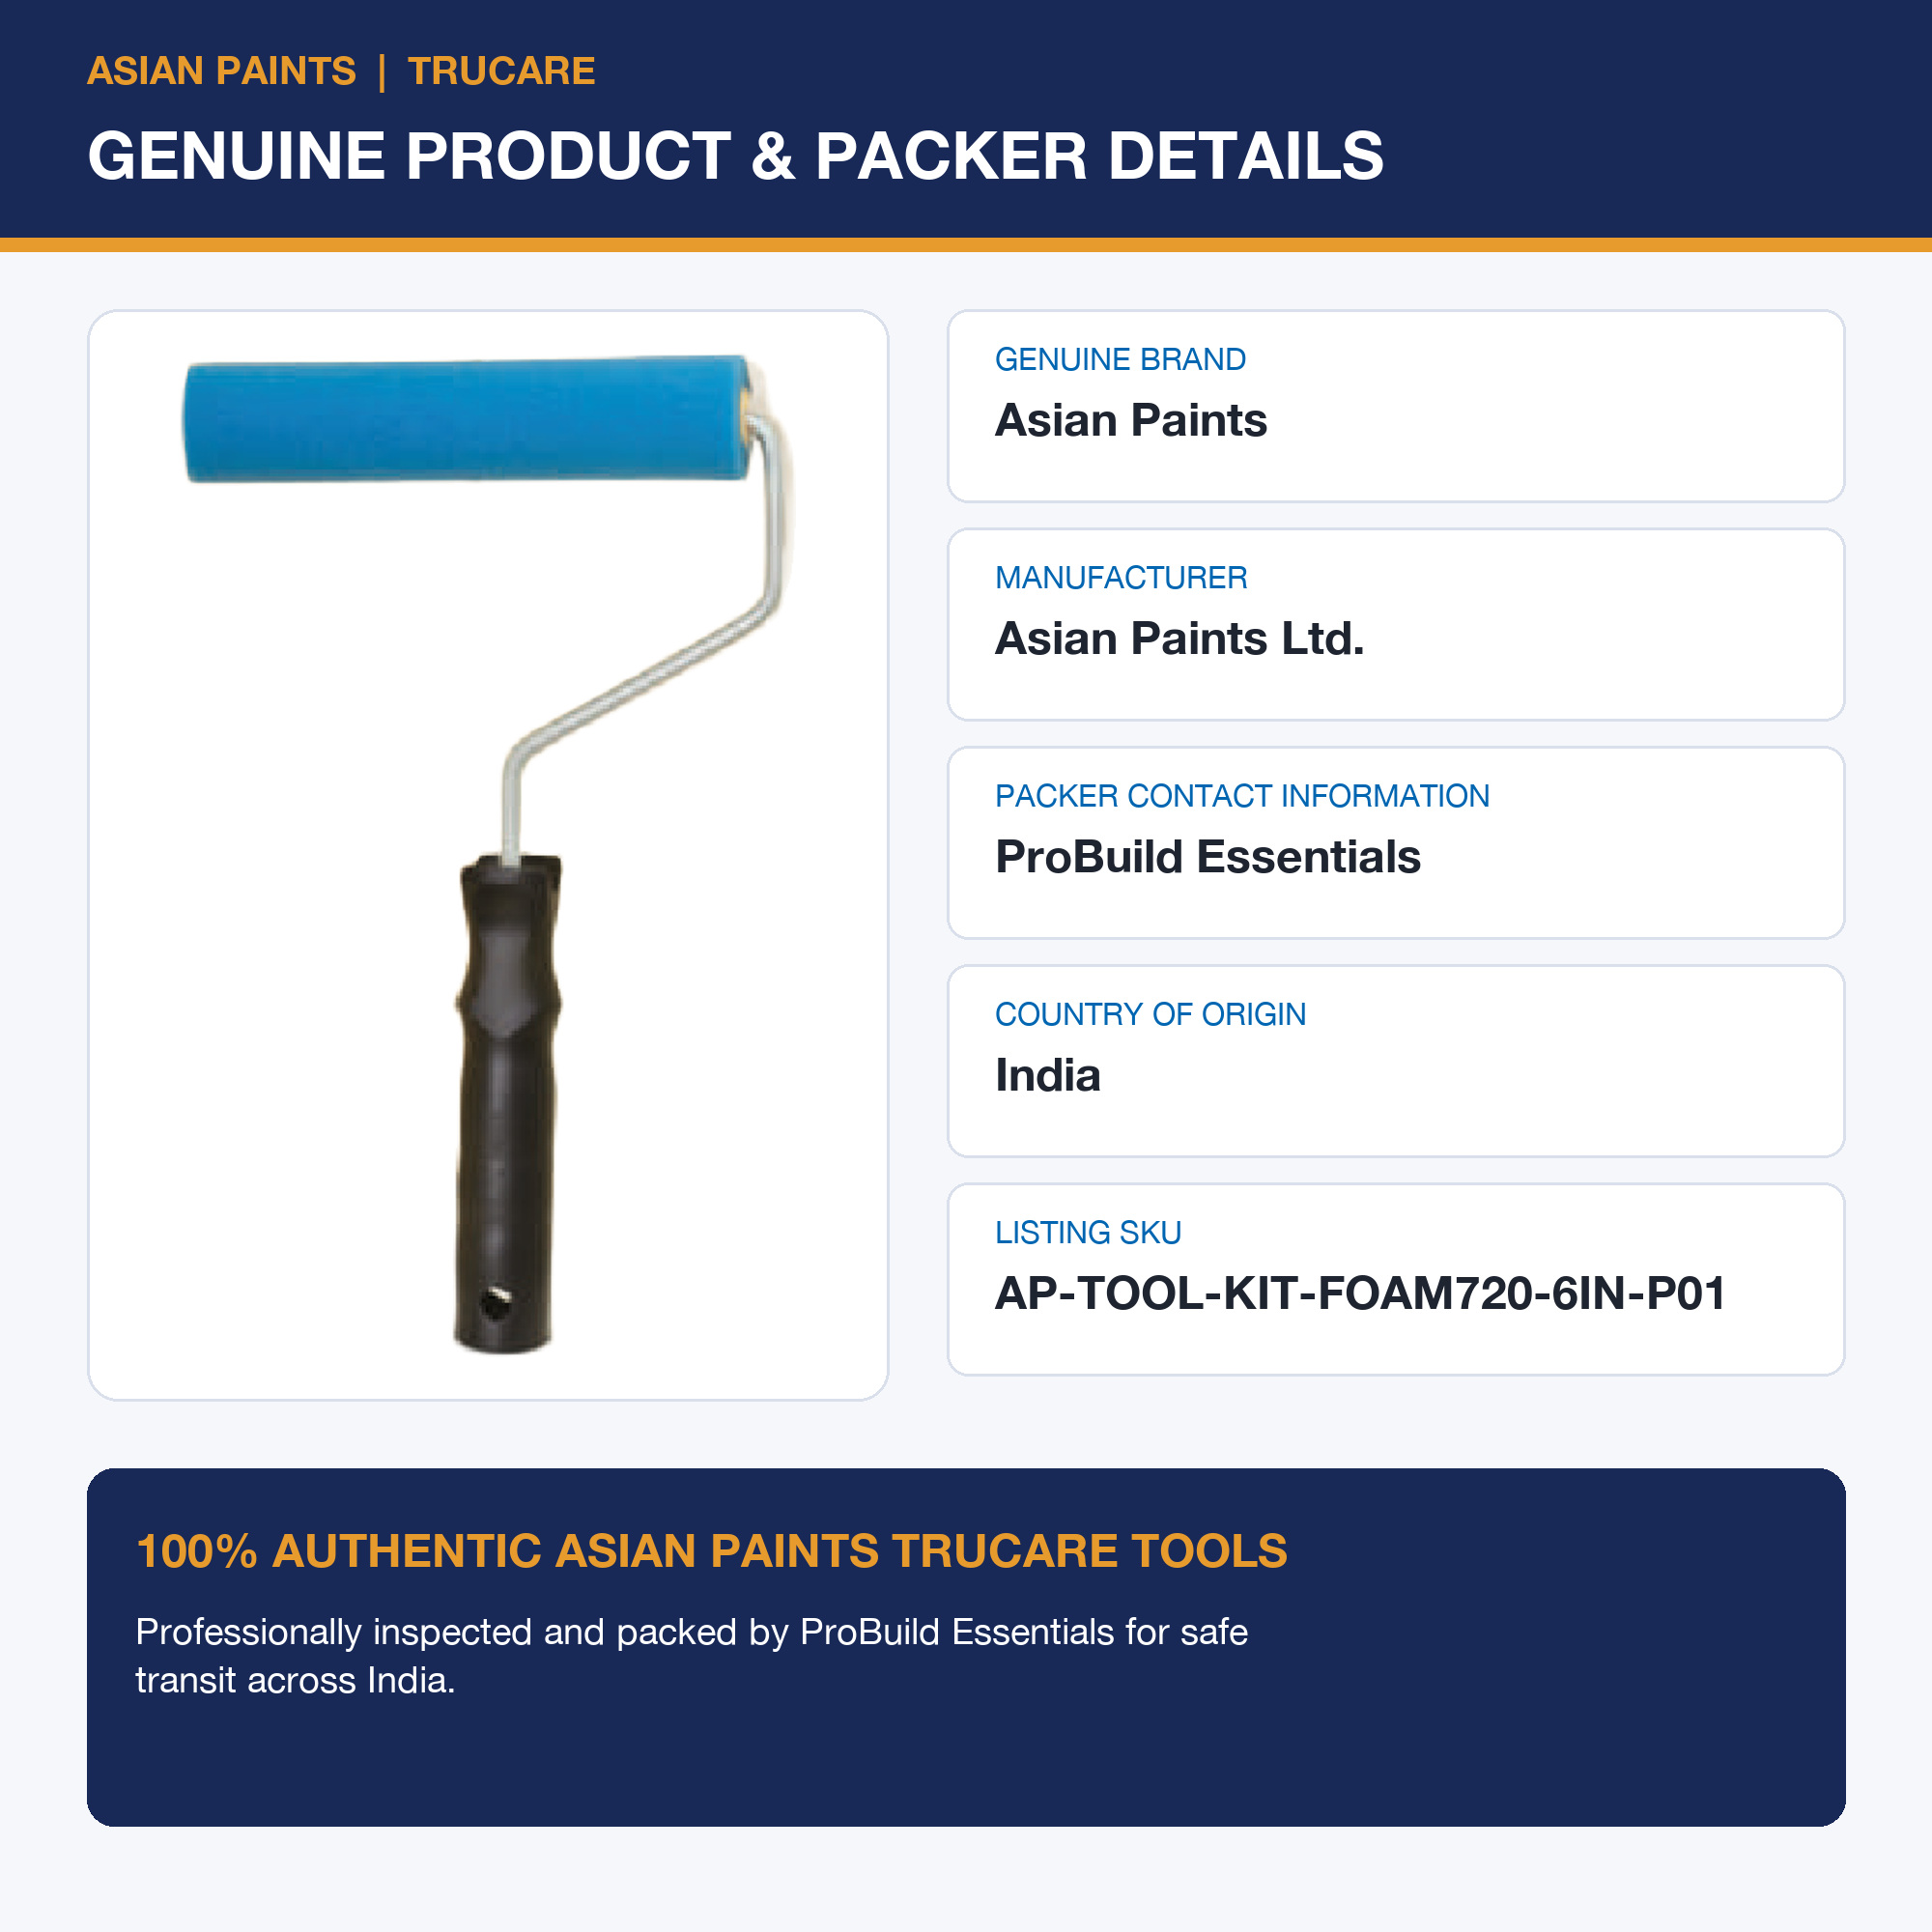 ASIAN PAINTS | TRUCARE
GENUINE PRODUCT & PACKER DETAILS
GENUINE BRAND
Asian Paints
MANUFACTURER
Asian Paints Ltd.
PACKER CONTACT INFORMATION
ProBuild Essentials
COUNTRY OF ORIGIN
India
LISTING SKU
AP-TOOL-KIT-FOAM720-6IN-P01
100% AUTHENTIC ASIAN PAINTS TRUCARE TOOLS
Professionally inspected and packed by ProBuild Essentials for safe
transit across India.